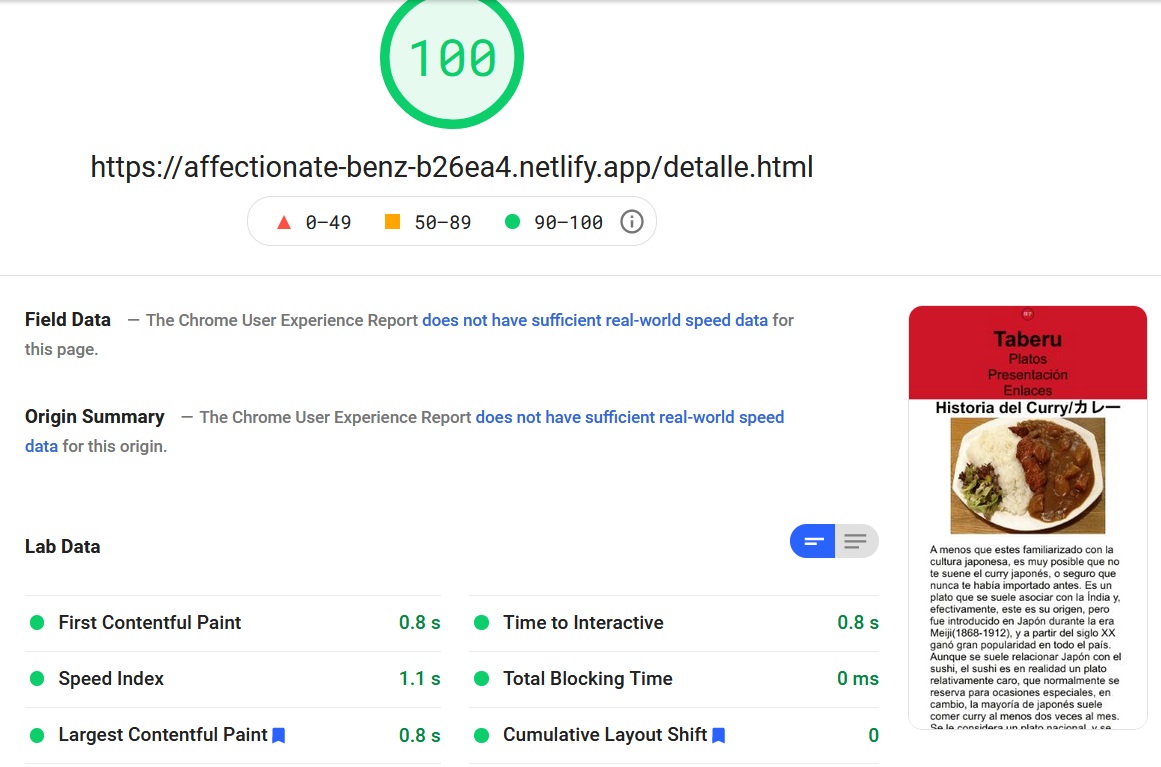 100
https://affectionate-benz-b26ea4.netlify.app/detalle.html
0–49 50–89 90–100
Field Data — The Chrome User Experience Report does not have sufficient real-world speed data for
this page.
Origin Summary — The Chrome User Experience Report does not have sufficient real-world speed
data for this origin.
Lab Data
First Contentful Paint 0.8 s
Time to Interactive 0.8 s
Speed Index 1.1 s
Total Blocking Time 0 ms
Largest Contentful Paint 0.8 s
Cumulative Layout Shift 0
Taberu
Platos
Presentación
Enlaces
Historia del Curry/カレー
A menos que estes familiarizado con la
cultura japonesa, es muy posible que no
te suene el curry japonés, o seguro que
nunca te había importado antes. Es un
plato que se suele asociar con la Índia y,
efectivamente, este es su origen, pero
fue introducido en Japón durante la era
Meiji(1868-1912), y a partir del siglo XX
ganó gran popularidad en todo el país.
Aunque se suele relacionar Japón con el
sushi, el sushi es en realidad un plato
relativamente caro, que normalmente se
reserva para ocasiones especiales, en
cambio, la mayoría de japonés suele
comer curry al menos dos veces al mes.
Se le considera un plato nacional, y se